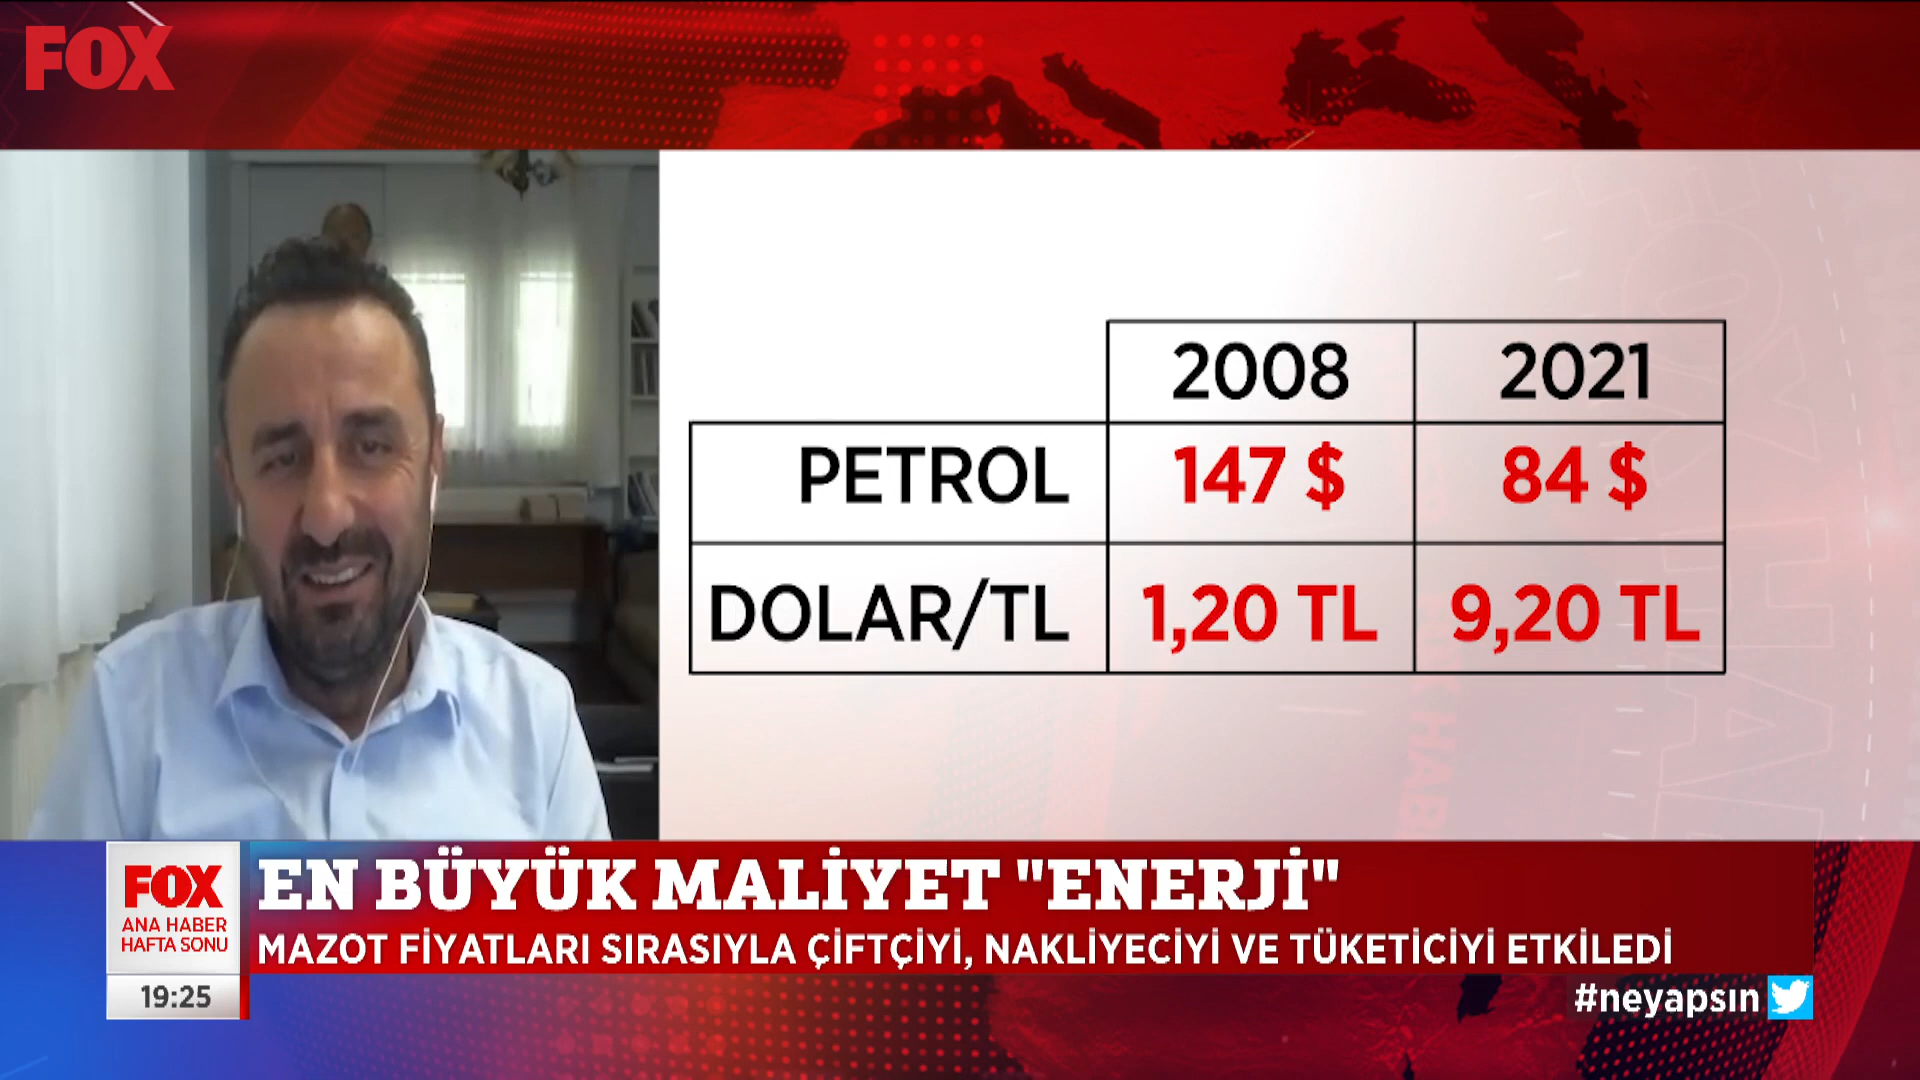 FOX
2008 2021
PETROL 147 $ 84 $
DOLAR/TL 1,20 TL 9,20 TL
FOX
ANA HABER
HAFTA SONU
19:25
EN BÜYÜK MALİYET "ENERJİ"
MAZOT FİYATLARI SIRASIYLA ÇİFTÇİYİ, NAKLİYECİYİ VE TÜKETİCİYİ ETKİLEDİ
#neyapsın